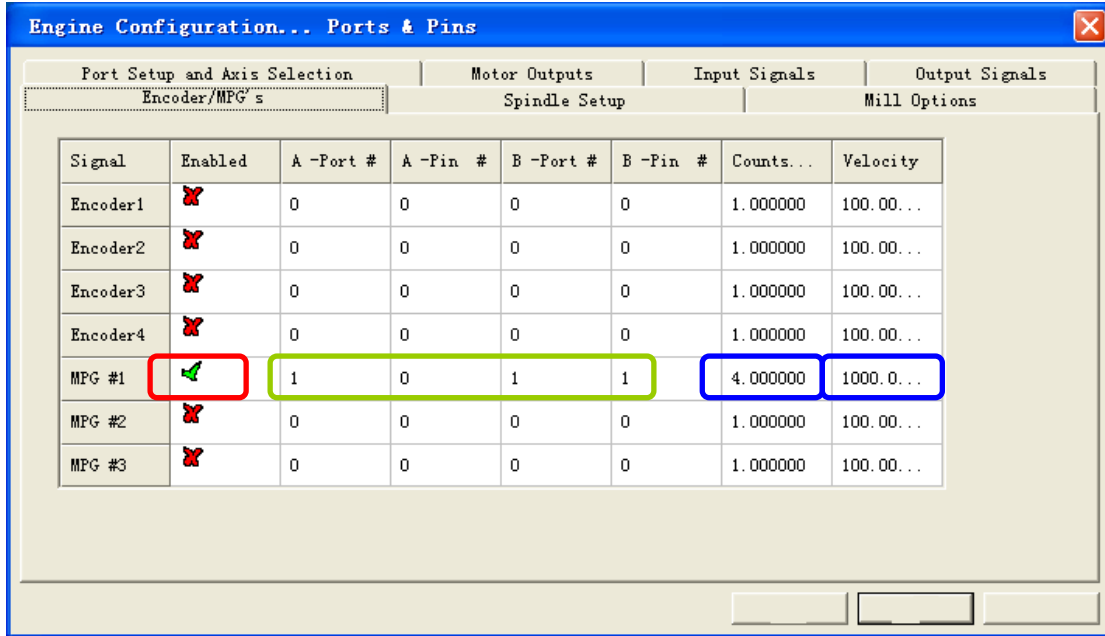 Engine Configuration... Ports & Pins
Port Setup and Axis Selection Motor Outputs Input Signals Output Signals
Encoder/MPG's Spindle Setup Mill Options
Signal Enabled A -Port # A -Pin # B -Port # B -Pin # Counts... Velocity
Encoder1 0 0 0 0 1.000000 100.00...
Encoder2 0 0 0 0 1.000000 100.00...
Encoder3 0 0 0 0 1.000000 100.00...
Encoder4 0 0 0 0 1.000000 100.00...
MPG #1 1 0 1 1 4.000000 1000.0...
MPG #2 0 0 0 0 1.000000 100.00...
MPG #3 0 0 0 0 1.000000 100.00...